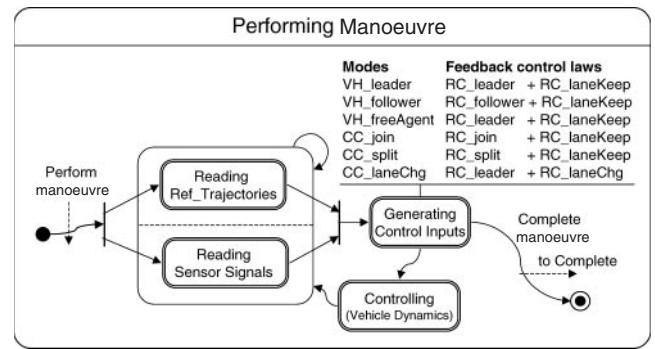 Performing Manoeuvre
Modes Feedback control laws
VH_leader RC_leader + RC_laneKeep
VH_follower RC_follower + RC_laneKeep
VH_freeAgent RC_leader + RC_laneKeep
CC_join RC_join + RC_laneKeep
CC_split RC_split + RC_laneKeep
CC_laneChg RC_leader + RC_laneChg
Perform
manoeuvre
Reading
Ref_Trajectories
Reading
Sensor Signals
Generating
Control Inputs
Controlling
(Vehicle Dynamics)
Complete
manoeuvre
to Complete